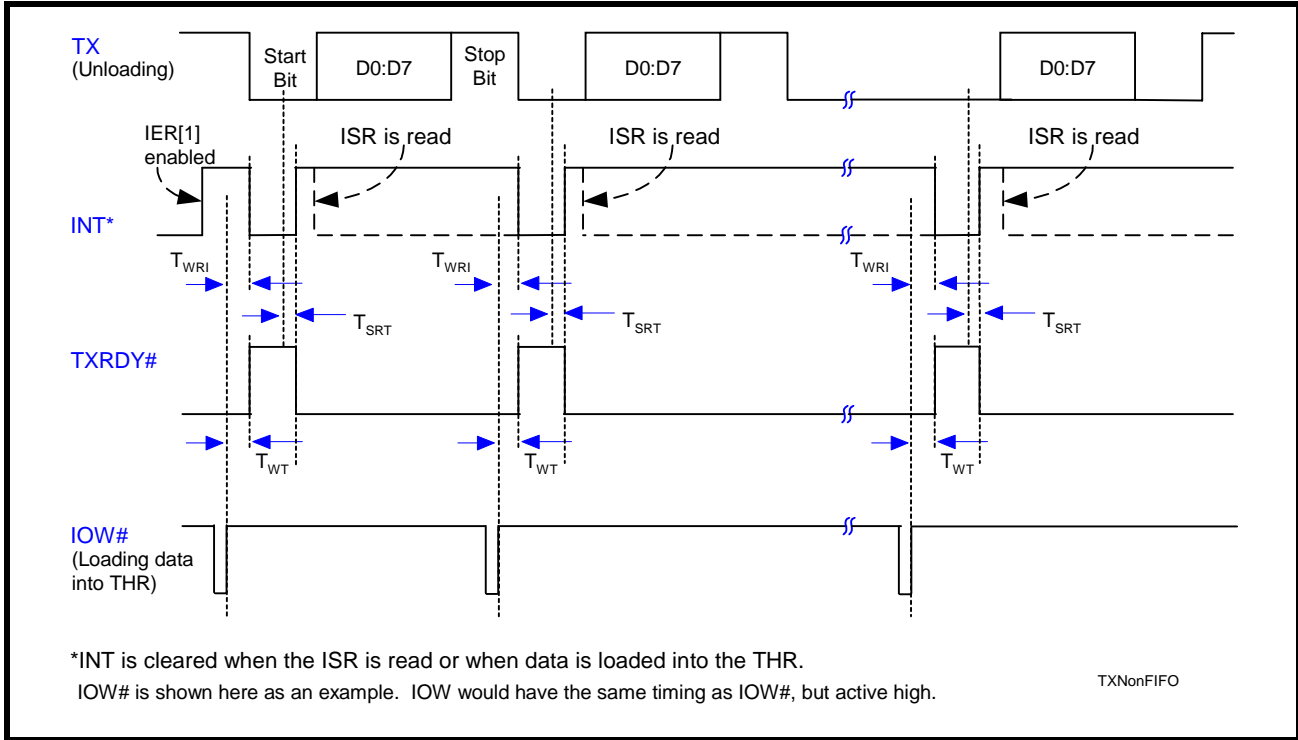 TX
(Unloading)
Start
Bit
D0:D7
Stop
Bit
D0:D7
D0:D7
IER[1]
enabled
ISR is read
ISR is read
ISR is read
INT*
TWRI
TWRI
TWRI
TSRT
TSRT
TSRT
TXRDY#
TWT
TWT
TWT
IOW#
(Loading data
into THR)
*INT is cleared when the ISR is read or when data is loaded into the THR.
IOW# is shown here as an example. IOW would have the same timing as IOW#, but active high.
TXNonFIFO